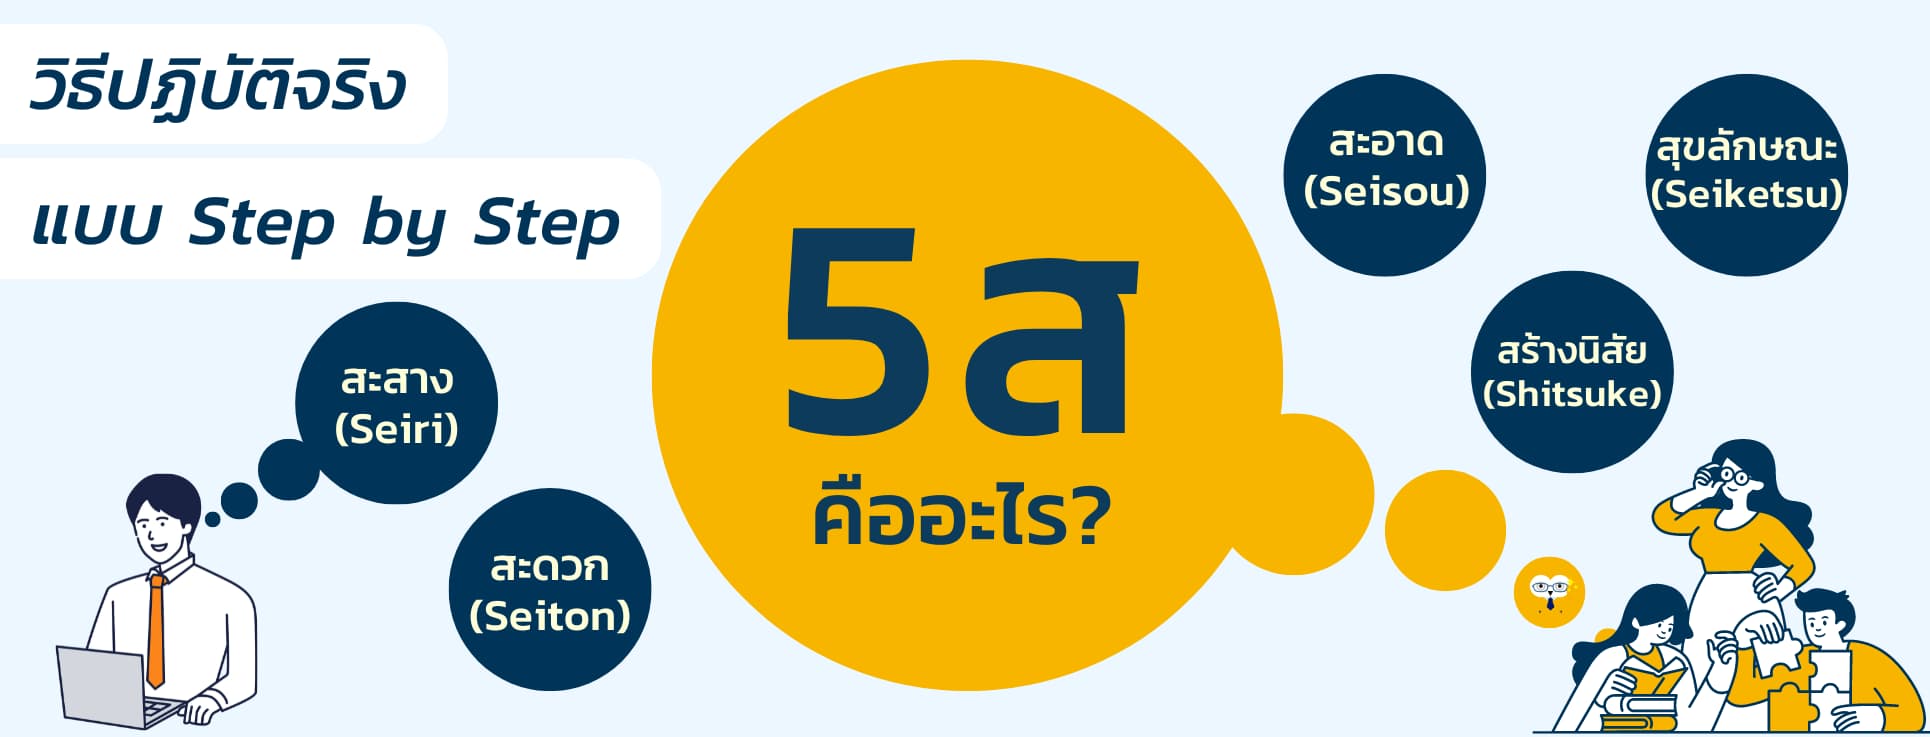 วิธีปฏิบัติจริง
แบบ Step by Step
สะสาง
(Seiri)
สะดวก
(Seiton)
5ส
คืออะไร?
สะอาด
(Seisou)
สุขลักษณะ
(Seiketsu)
สร้างนิสัย
(Shitsuke)